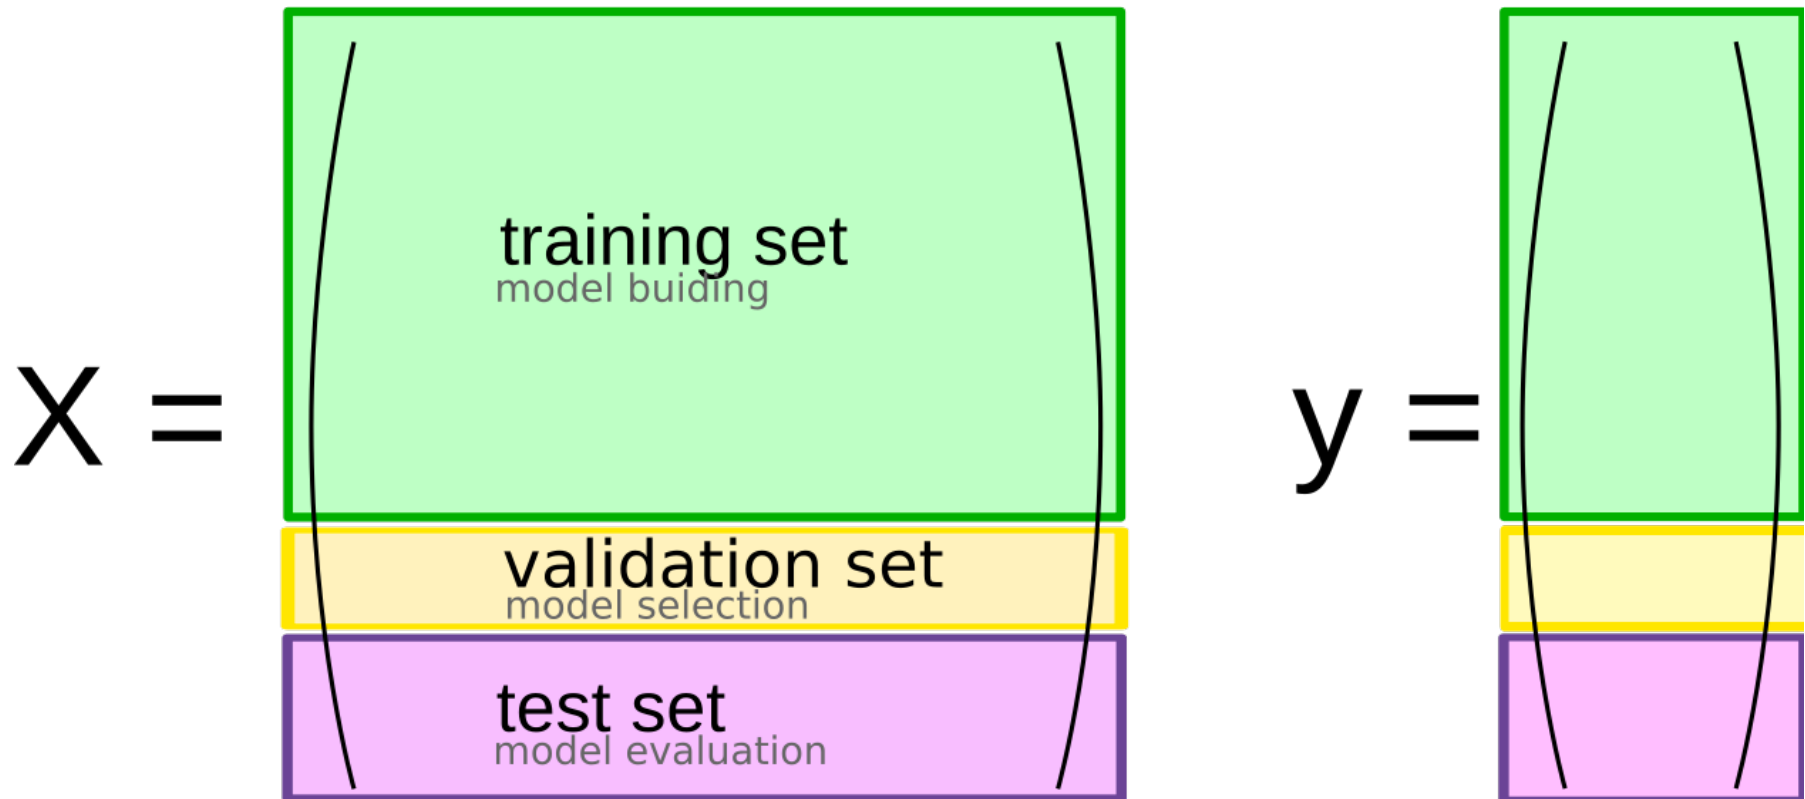 X =
training set
model buiding
validation set
model selection
test set
model evaluation
y =